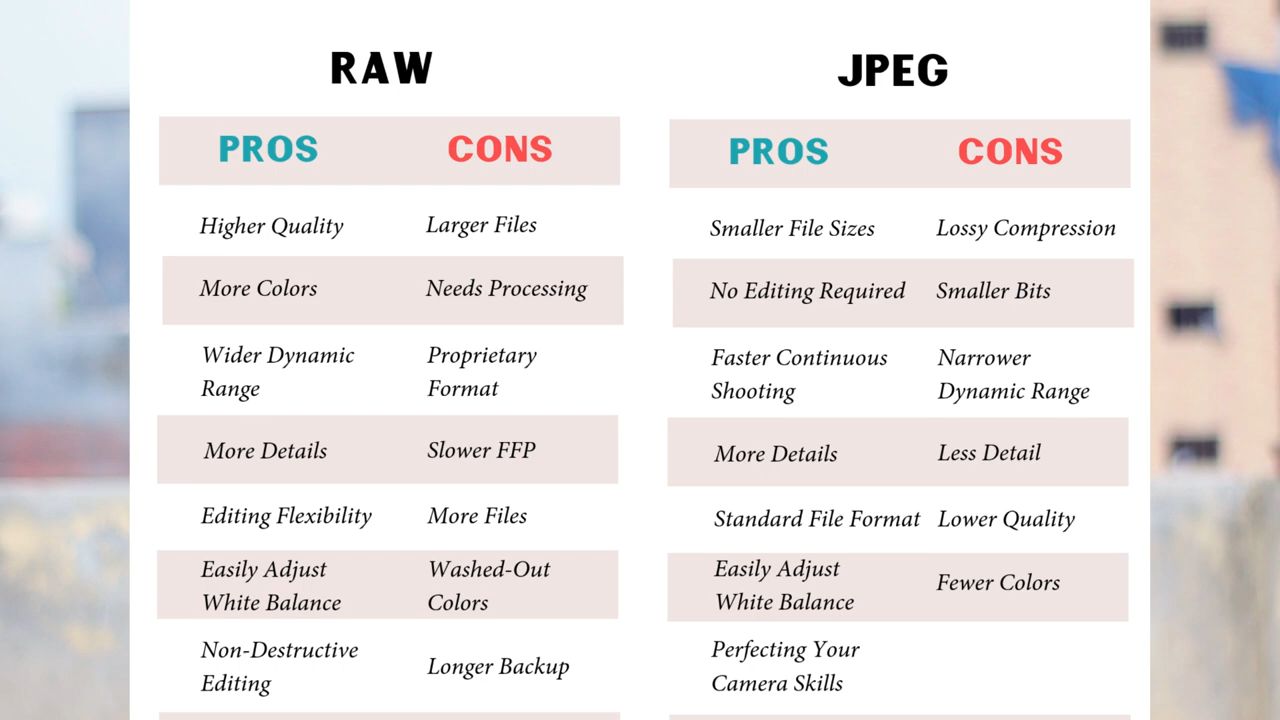 RAW
PROS CONS
Higher Quality Larger Files
More Colors Needs Processing
Wider Dynamic Proprietary
Range Format
More Details Slower FFP
Editing Flexibility More Files
Easily Adjust Washed-Out
White Balance Colors
Non-Destructive
Longer Backup
Editing
JPEG
PROS CONS
Smaller File Sizes Lossy Compression
No Editing Required Smaller Bits
Faster Continuous Narrower
Shooting Dynamic Range
More Details Less Detail
Standard File Format Lower Quality
Easily Adjust
Fewer Colors
White Balance
Perfecting Your
Camera Skills